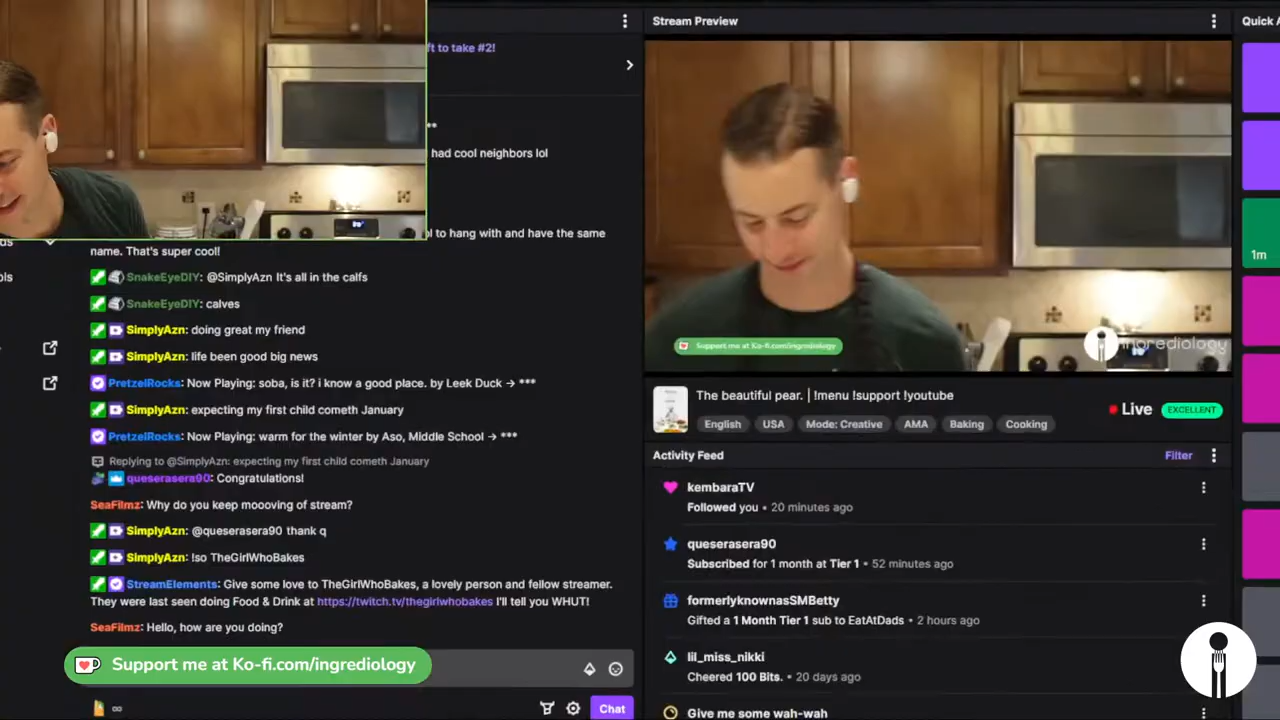 ft to take #2!
**
had cool neighbors lol
ol to hang with and have the same
name. That's super cool!
SnakeEyeDIY: @SimplyAzn It's all in the calfs
SnakeEyeDIY: calves
SimplyAzn: doing great my friend
SimplyAzn: life been good big news
PretzelRocks: Now Playing: soba, is it? i know a good place. by Leek Duck -> ***
SimplyAzn: expecting my first child cometh January
PretzelRocks: Now Playing: warm for the winter by Aso, Middle School -> ***
Replying to @SimplyAzn: expecting my first child cometh January
queserasera90: Congratulations!
SeaFilmz: Why do you keep moooving of stream?
SimplyAzn: @queserasera90 thank q
SimplyAzn: !so TheGirlWhoBakes
StreamElements: Give some love to TheGirlWhoBakes, a lovely person and fellow streamer.
They were last seen doing Food & Drink at https://twitch.tv/thegirlwhobakes I'll tell you WHUT!
SeaFilmz: Hello, how are you doing?
Support me at Ko-fi.com/ingrediology
∞
Chat
Stream Preview
Support me at Ko-fi.com/ingrediology
ingrediology
The beautiful pear. | !menu !support !youtube
English USA Mode: Creative AMA Baking Cooking
Live EXCELLENT
Activity Feed
Filter
kembaraTV
Followed you • 20 minutes ago
queserasera90
Subscribed for 1 month at Tier 1 • 52 minutes ago
formerlyknownasSMBetty
Gifted a 1 Month Tier 1 sub to EatAtDads • 2 hours ago
lil_miss_nikki
Cheered 100 Bits. • 20 days ago
Give me some wah-wah
Quick A
1m